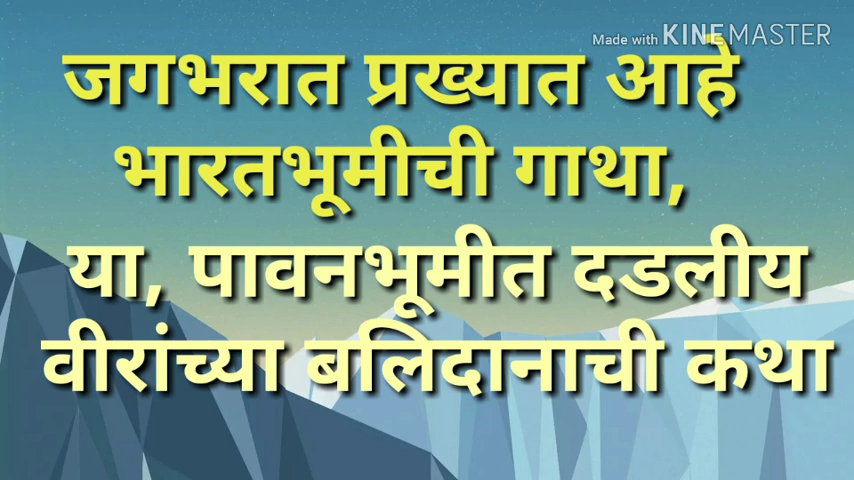 Made with KINEMASTER
जगभरात प्रख्यात आहे
भारतभूमीची गाथा,
या, पावनभूमीत दडलीय
वीरांच्या बलिदानाची कथा